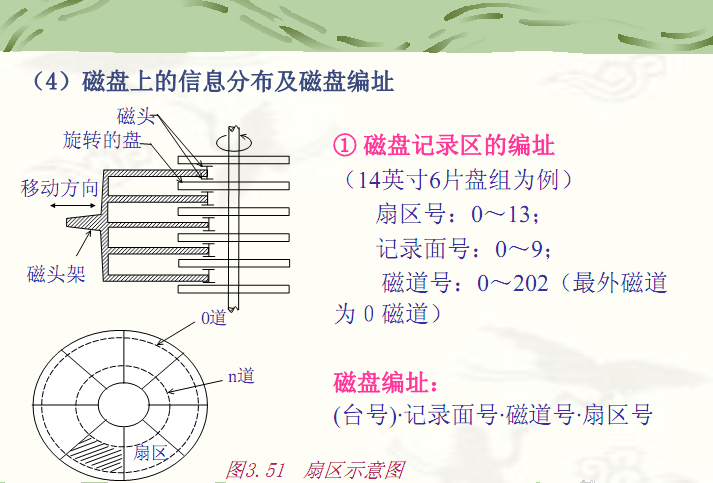 （4）磁盘上的信息分布及磁盘编址
磁头
旋转的盘
移动方向
磁头架
① 磁盘记录区的编址
（14英寸6片盘组为例）
扇区号：0～13；
记录面号：0～9；
磁道号：0～202（最外磁道
为０磁道）
0道
n道
扇区
磁盘编址：
(台号)·记录面号·磁道号·扇区号
图3.51 扇区示意图